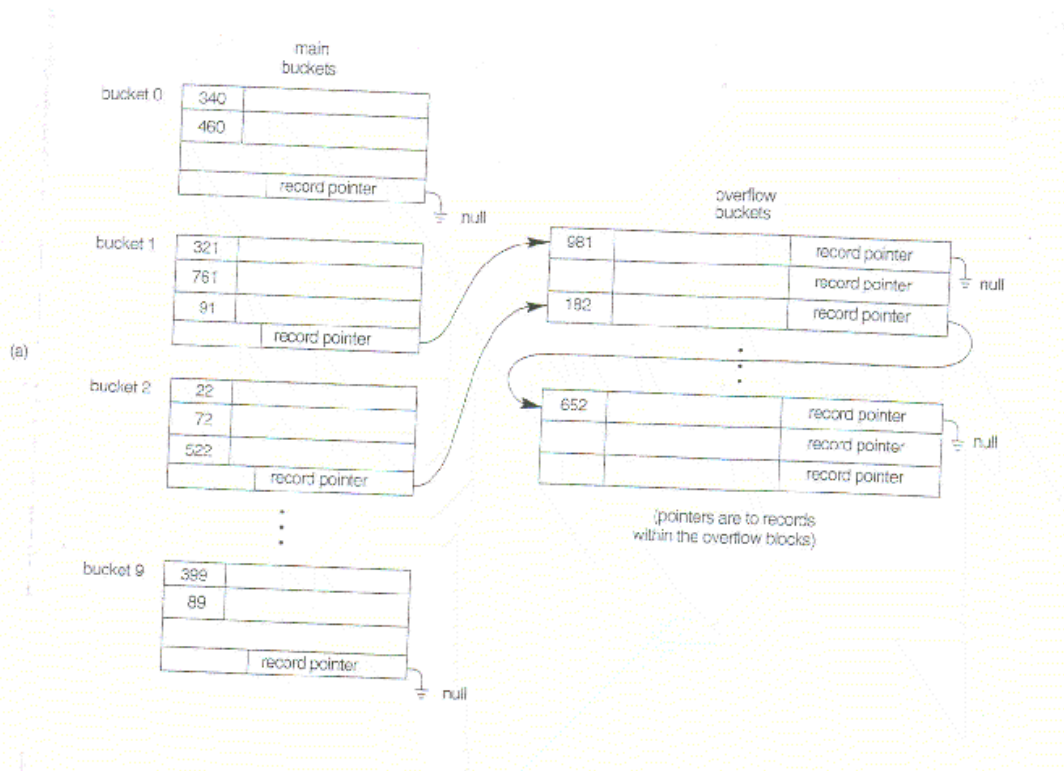 main
buckets
bucket 0
340
460
record pointer
null
bucket 1
321
761
91
record pointer
overflow
buckets
981
record pointer
null
record pointer
182
record pointer
(a)
bucket 2
22
72
522
record pointer
652
record pointer
null
record pointer
record pointer
(pointers are to records
within the overflow blocks)
bucket 9
399
89
record pointer
null